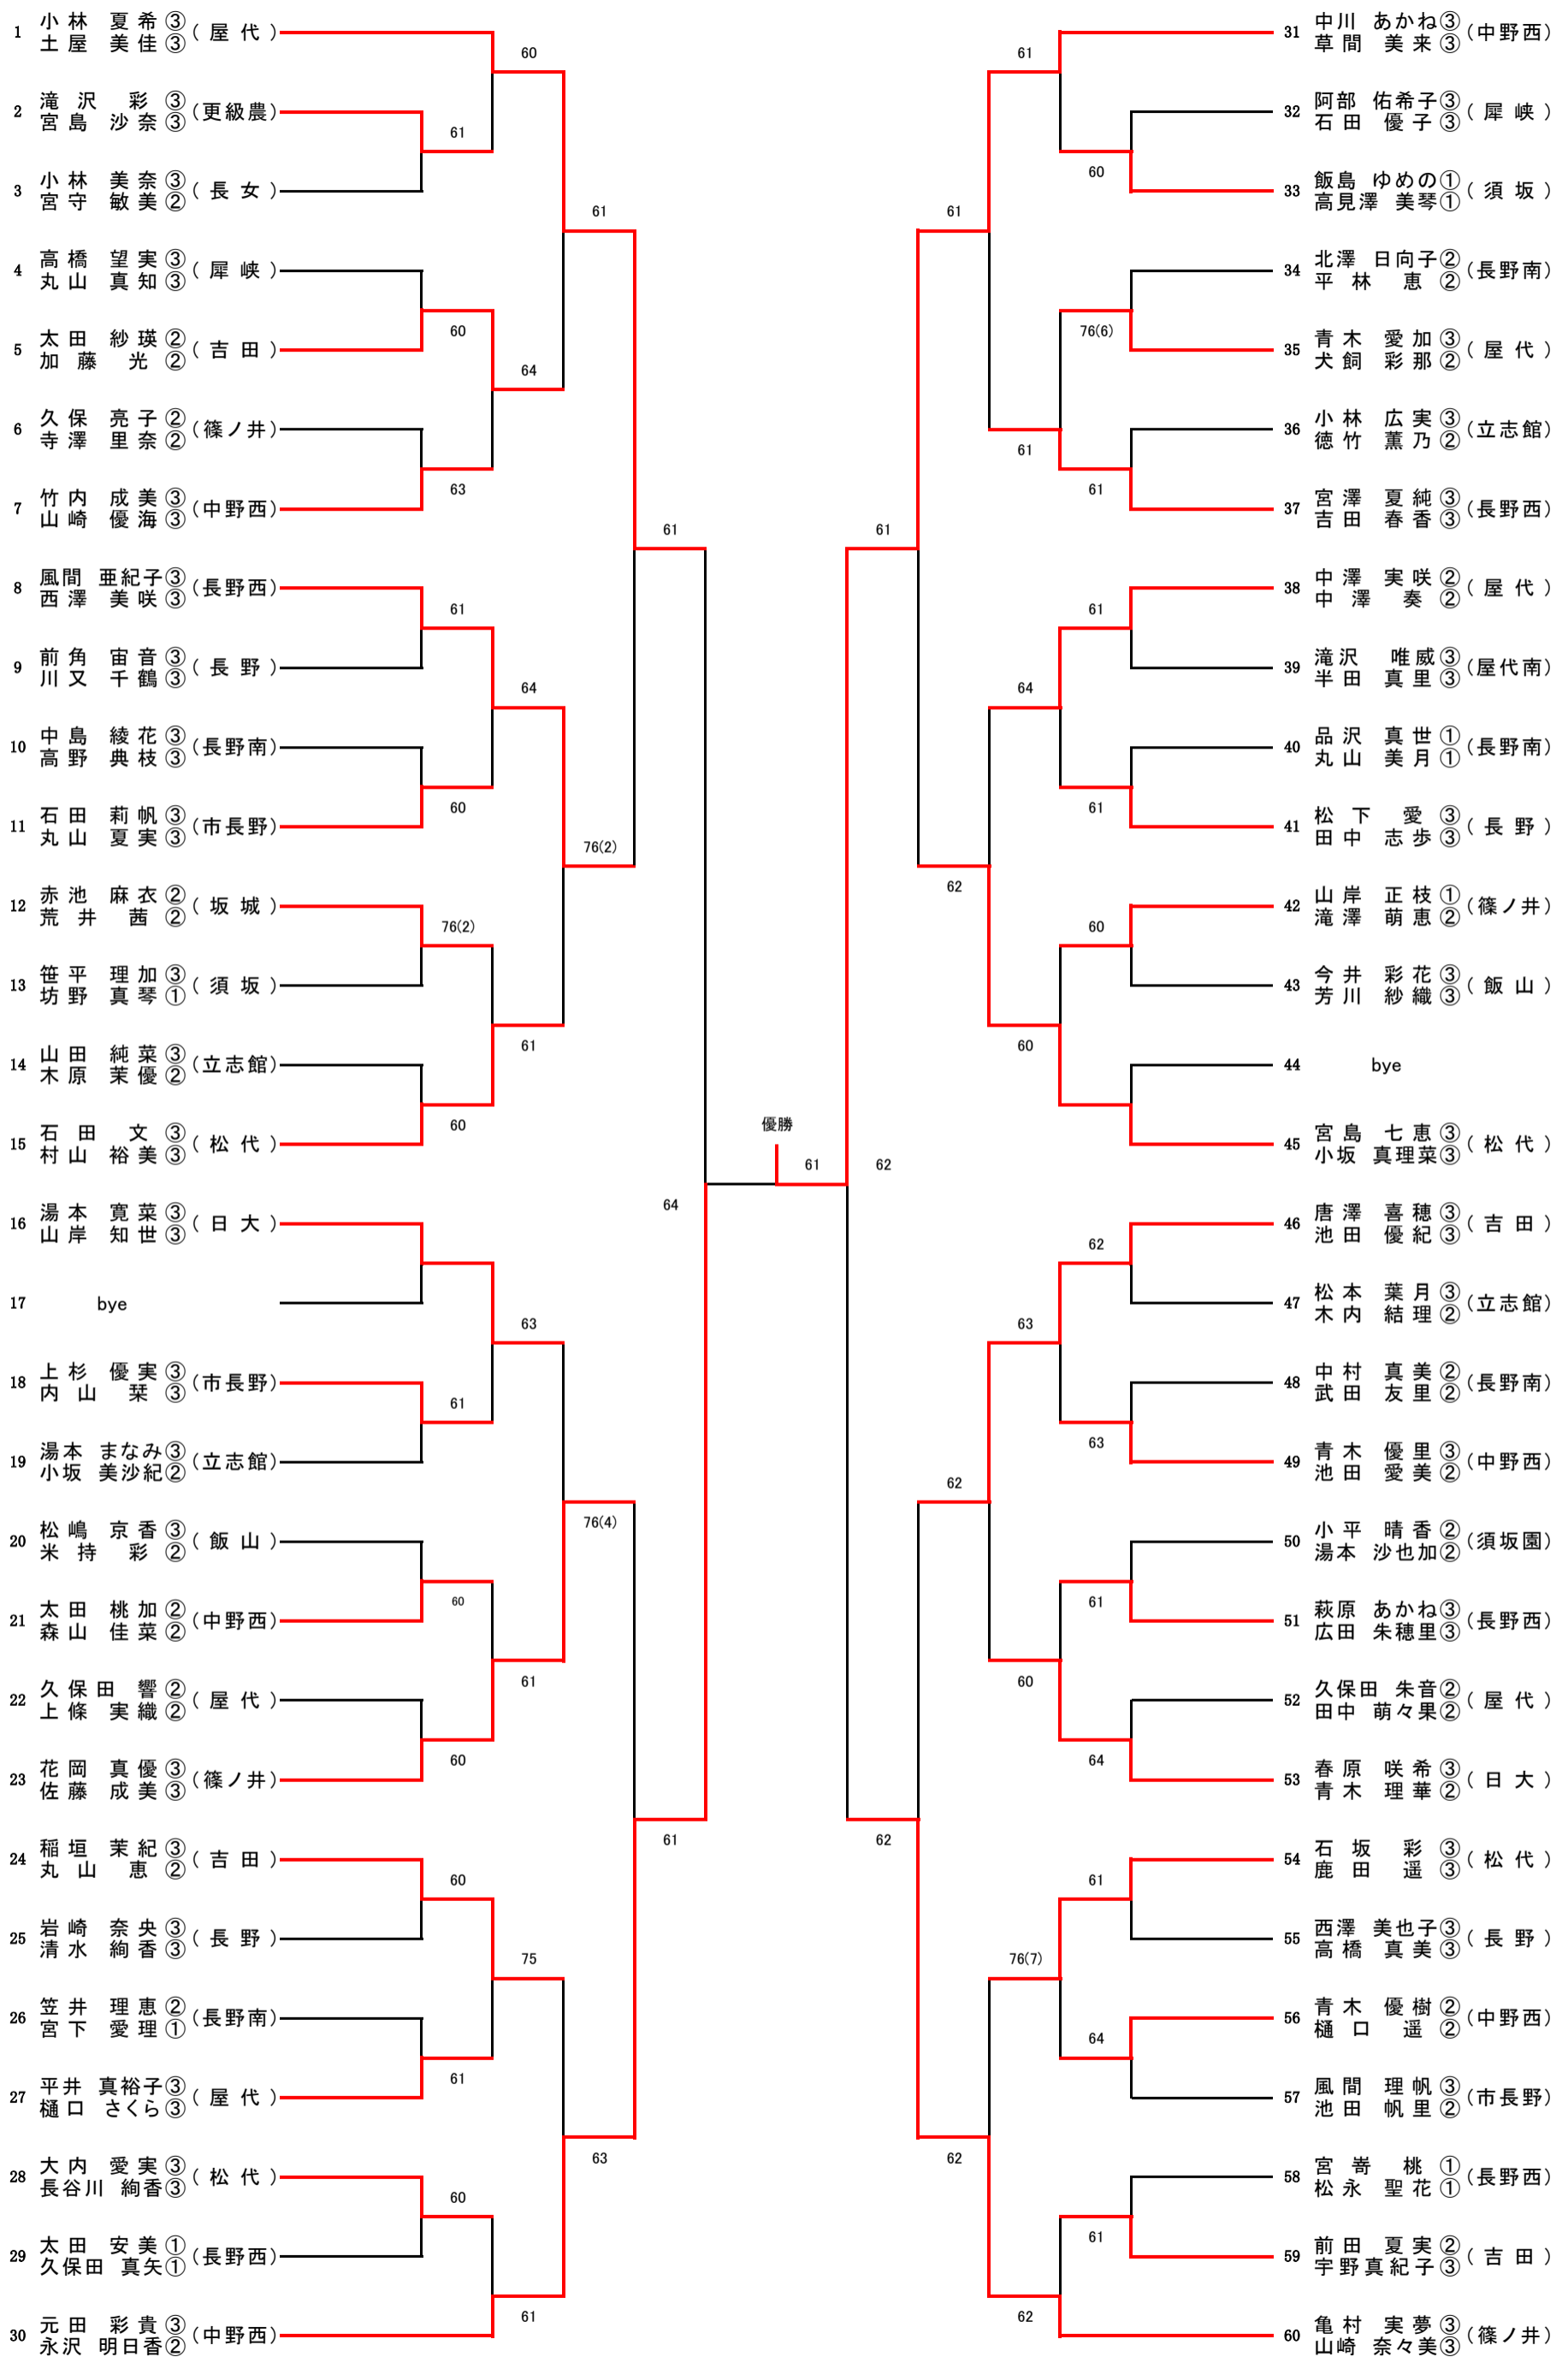 1 小林 夏希③ (屋代)
土屋 美佳③
60
2 滝沢 彩③ (更級農)
宮島 沙奈③
61
3 小林 美奈③ (長女)
宮守 敏美②
61
4 高橋 望実③ (犀峡)
丸山 真知③
60
5 太田 紗瑛② (吉田)
加藤 光②
64
6 久保 亮子② (篠ノ井)
寺澤 里奈②
63
7 竹内 成美③ (中野西)
山崎 優海③
61
8 風間 亜紀子③ (長野西)
西澤 美咲③
61
9 前角 宙音③ (長野)
川又 千鶴③
64
10 中島 綾花③ (長野南)
高野 典枝③
60
11 石田 莉帆③ (市長野)
丸山 夏実③
76(2)
12 赤池 麻衣② (坂城)
荒井 茜②
76(2)
13 笹平 理加③ (須坂)
坊野 真琴①
61
14 山田 純菜③ (立志館)
木原 茉優②
60
15 石田 文③ (松代)
村山 裕美③
64
16 湯本 寛菜③ (日大)
山岸 知世③
17 bye
63
18 上杉 優実③ (市長野)
内山 栞③
61
19 湯本 まなみ③ (立志館)
小坂 美沙紀②
76(4)
20 松嶋 京香③ (飯山)
米持 彩②
60
21 太田 桃加② (中野西)
森山 佳菜②
61
22 久保田 響② (屋代)
上條 実織②
60
23 花岡 真優③ (篠ノ井)
佐藤 成美③
61
24 稲垣 茉紀③ (吉田)
丸山 恵②
60
25 岩崎 奈央③ (長野)
清水 絢香③
75
26 笠井 理恵② (長野南)
宮下 愛理①
61
27 平井 真裕子③ (屋代)
樋口 さくら③
63
28 大内 愛実③ (松代)
長谷川 絢香③
60
29 太田 安美① (長野西)
久保田 真矢①
61
30 元田 彩貴③ (中野西)
永沢 明日香②
優勝
61
62
31 中川 あかね③ (中野西)
草間 美来③
61
32 阿部 佑希子③ (犀峡)
石田 優子③
60
33 飯島 ゆめの① (須坂)
高見澤 美琴①
61
34 北澤 日向子② (長野南)
平林 恵②
76(6)
35 青木 愛加③ (屋代)
犬飼 彩那②
61
36 小林 広実③ (立志館)
徳竹 薫乃②
61
37 宮澤 夏純③ (長野西)
吉田 春香③
61
38 中澤 実咲② (屋代)
中澤 奏②
61
39 滝沢 唯威③ (屋代南)
半田 真里③
64
40 品沢 真世① (長野南)
丸山 美月①
61
41 松下 愛③ (長野)
田中 志歩③
62
42 山岸 正枝① (篠ノ井)
滝澤 萌恵②
60
43 今井 彩花③ (飯山)
芳川 紗織③
60
44 bye
45 宮島 七恵③ (松代)
小坂 真理菜③
46 唐澤 喜穂③ (吉田)
池田 優紀③
62
47 松本 葉月③ (立志館)
木内 結理②
63
48 中村 真美② (長野南)
武田 友里②
63
49 青木 優里③ (中野西)
池田 愛美②
62
50 小平 晴香② (須坂園)
湯本 沙也加②
61
51 萩原 あかね③ (長野西)
広田 朱穂里③
60
52 久保田 朱音② (屋代)
田中 萌々果②
64
53 春原 咲希③ (日大)
青木 理華②
62
54 石坂 彩③ (松代)
鹿田 遥③
61
55 西澤 美也子③ (長野)
高橋 真美③
76(7)
56 青木 優樹② (中野西)
樋口 遥②
64
57 風間 理帆③ (市長野)
池田 帆里②
62
58 宮嵜 桃① (長野西)
松永 聖花①
61
59 前田 夏実② (吉田)
宇野真紀子③
62
60 亀村 実夢③ (篠ノ井)
山崎 奈々美③